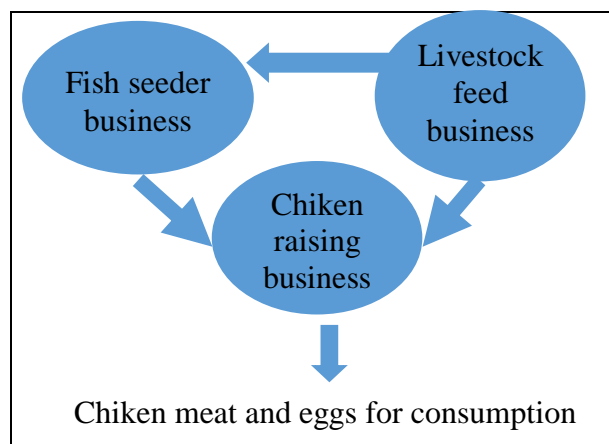 Fish seeder
business
Livestock
feed
business
Chiken
raising
business
Chiken meat and eggs for consumption